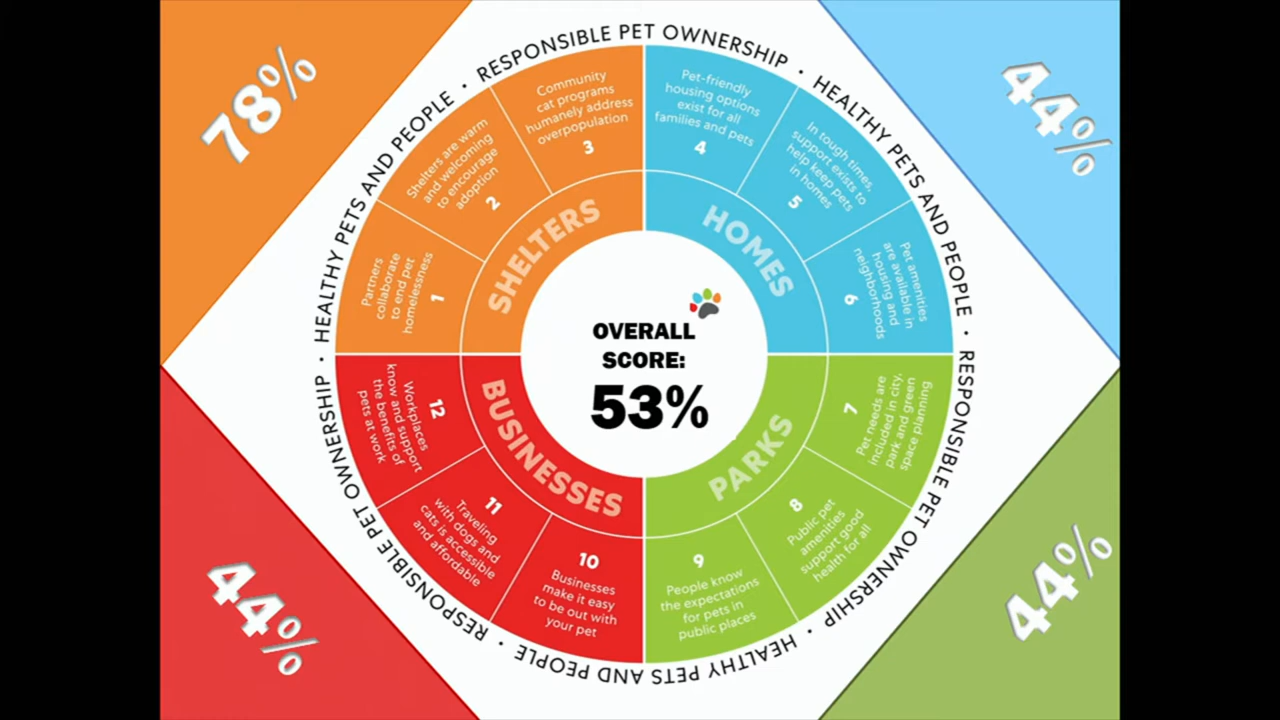 78%
44%
44%
44%
RESPONSIBLE PET OWNERSHIP • HEALTHY PETS AND PEOPLE • RESPONSIBLE PET OWNERSHIP • HEALTHY PETS AND PEOPLE • RESPONSIBLE PET OWNERSHIP • HEALTHY PETS AND PEOPLE •
SHELTERS
Partners
collaborate
to end pet
homelessness
1
Shelters are warm
and welcoming
to encourage
adoption
2
Community
cat programs
humanely address
overpopulation
3
HOMES
Pet-friendly
housing options
exist for all
families and pets
4
In tough times,
support exists to
help keep pets
in homes
5
Pet amenities
are available in
housing and
neighborhoods
6
PARKS
7
Pet needs are
included in city,
park and green
space planning
8
Public pet
amenities
support good
health for all
9
People know
the expectations
for pets in
public places
BUSINESSES
10
Businesses
make it easy
to be out with
your pet
11
Traveling
with dogs and
cats is accessible
and affordable
12
Workplaces
know and support
the benefits of
pets at work
OVERALL
SCORE:
53%